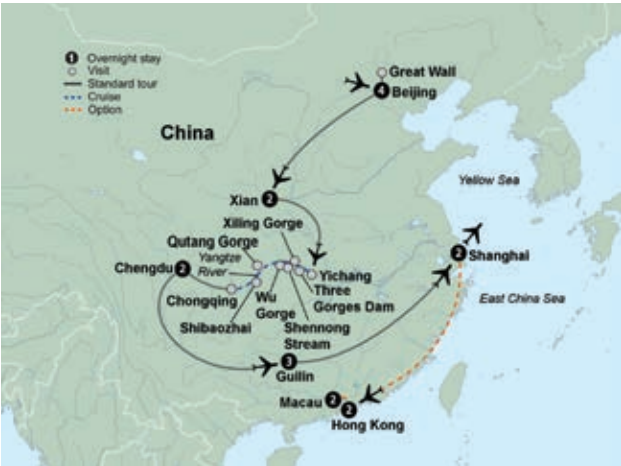 1 Overnight stay
Visit
Standard tour
Cruise
Option
China
Great Wall
4 Beijing
Yellow Sea
Xian 2
Xiling Gorge
Qutang Gorge
Yangtze
River
Chengdu 2
Chongqing
Shibaozhai
Wu
Gorge
Yichang
Three
Gorges Dam
Shennong
Stream
2 Shanghai
East China Sea
3
Guilin
Macau 2
2
Hong Kong